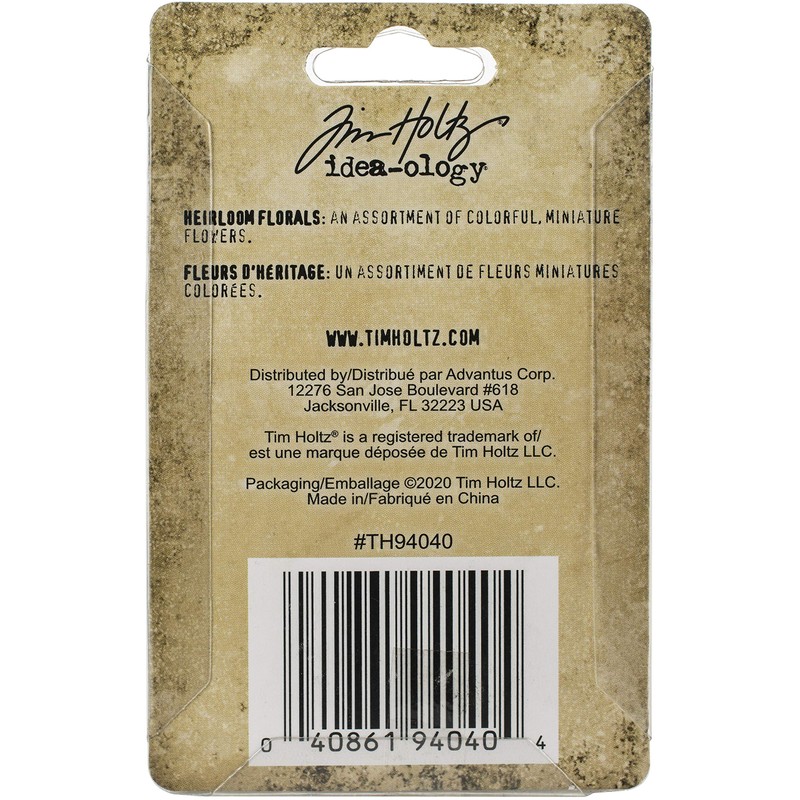 Tim Holtz®
idea-ology®
HEIRLOOM FLORALS: AN ASSORTMENT OF COLORFUL, MINIATURE
FLOWERS.
FLEURS D'HÉRITAGE: UN ASSORTIMENT DE FLEURS MINIATURES
COLORÉES.
WWW.TIMHOLTZ.COM
Distributed by/Distribué par Advantus Corp.
12276 San Jose Boulevard #618
Jacksonville, FL 32223 USA
Tim Holtz® is a registered trademark of/
est une marque déposée de Tim Holtz LLC.
Packaging/Emballage ©2020 Tim Holtz LLC.
Made in/Fabriqué en China
#TH94040
0 40861 94040 4